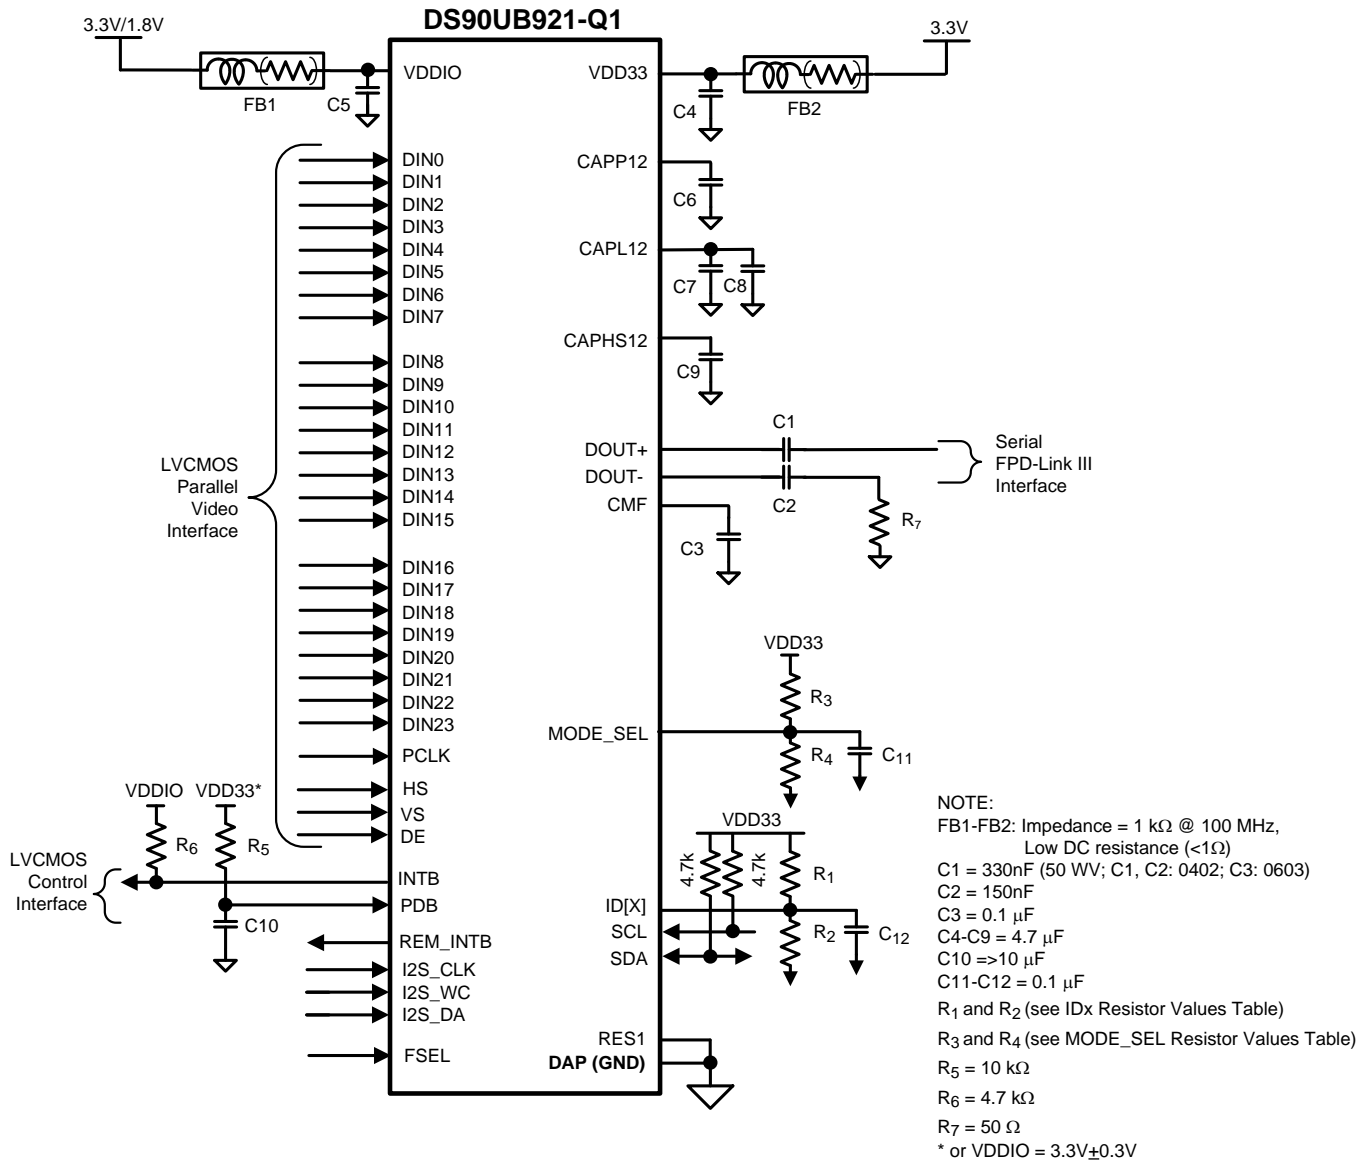 DS90UB921-Q1
3.3V/1.8V
3.3V
VDDIO
VDD33
FB1
C5
C4
FB2
DIN0
DIN1
DIN2
DIN3
DIN4
DIN5
DIN6
DIN7
CAPP12
C6
CAPL12
C7
C8
CAPHS12
C9
DIN8
DIN9
DIN10
DIN11
DIN12
DIN13
DIN14
DIN15
LVCMOS
Parallel
Video
Interface
C1
DOUT+
DOUT-
CMF
C2
C3
R7
Serial
FPD-Link III
Interface
DIN16
DIN17
DIN18
DIN19
DIN20
DIN21
DIN22
DIN23
PCLK
HS
VS
DE
VDD33
R3
MODE_SEL
R4
C11
VDDIO
VDD33*
R6
R5
LVCMOS
Control
Interface
INTB
PDB
C10
REM_INTB
I2S_CLK
I2S_WC
I2S_DA
FSEL
VDD33
4.7k
4.7k
R1
ID[X]
SCL
SDA
R2
C12
RES1
DAP (GND)
NOTE:
FB1-FB2: Impedance = 1 kΩ @ 100 MHz,
Low DC resistance (<1Ω)
C1 = 330nF (50 WV; C1, C2: 0402; C3: 0603)
C2 = 150nF
C3 = 0.1 μF
C4-C9 = 4.7 μF
C10 =>10 μF
C11-C12 = 0.1 μF
R1 and R2 (see IDx Resistor Values Table)
R3 and R4 (see MODE_SEL Resistor Values Table)
R5 = 10 kΩ
R6 = 4.7 kΩ
R7 = 50 Ω
* or VDDIO = 3.3V±0.3V